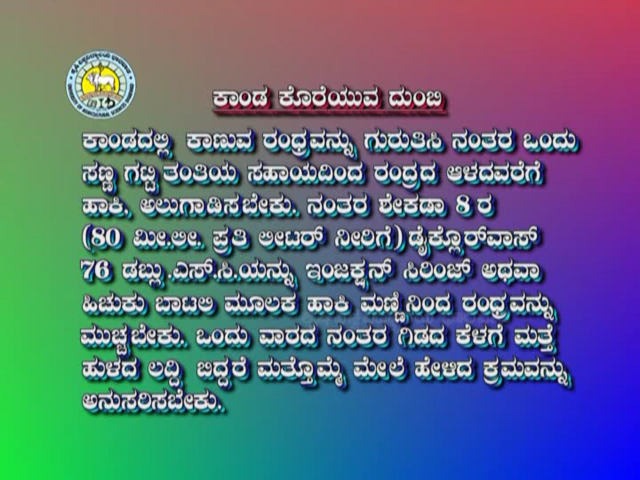 ಕಾಂಡ ಕೊರೆಯುವ ದುಂಬಿ
ಕಾಂಡದಲ್ಲಿ ಕಾಣುವ ರಂಧ್ರವನ್ನು ಗುರುತಿಸಿ ನಂತರ ಒಂದು
ಸಣ್ಣ ಗಟ್ಟಿ ತಂತಿಯ ಸಹಾಯದಿಂದ ರಂದ್ರದ ಆಳದವರೆಗೆ
ಹಾಕಿ, ಅಲುಗಾಡಿಸಬೇಕು. ನಂತರ ಶೇಕಡಾ 8 ರ
(80 ಮೀ.ಲೀ. ಪ್ರತಿ ಲೀಟರ್ ನೀರಿಗೆ) ಡೈಕ್ಲೊರ್‌ವಾಸ್
76 ಡಬ್ಲು.ಎಸ್.ಸಿ.ಯನ್ನು ಇಂಜಕ್ಷನ್ ಸಿರಿಂಜ್ ಅಥವಾ
ಹಿಚುಕು ಬಾಟಲಿ ಮೂಲಕ ಹಾಕಿ ಮಣ್ಣಿನಿಂದ ರಂಧ್ರವನ್ನು
ಮುಚ್ಚಬೇಕು. ಒಂದು ವಾರದ ನಂತರ ಗಿಡದ ಕೆಳಗೆ ಮತ್ತೆ
ಹುಳದ ಲದ್ದಿ ಬಿದ್ದರೆ ಮತ್ತೊಮ್ಮೆ ಮೇಲೆ ಹೇಳಿದ ಕ್ರಮವನ್ನು
ಅನುಸರಿಸಬೇಕು.